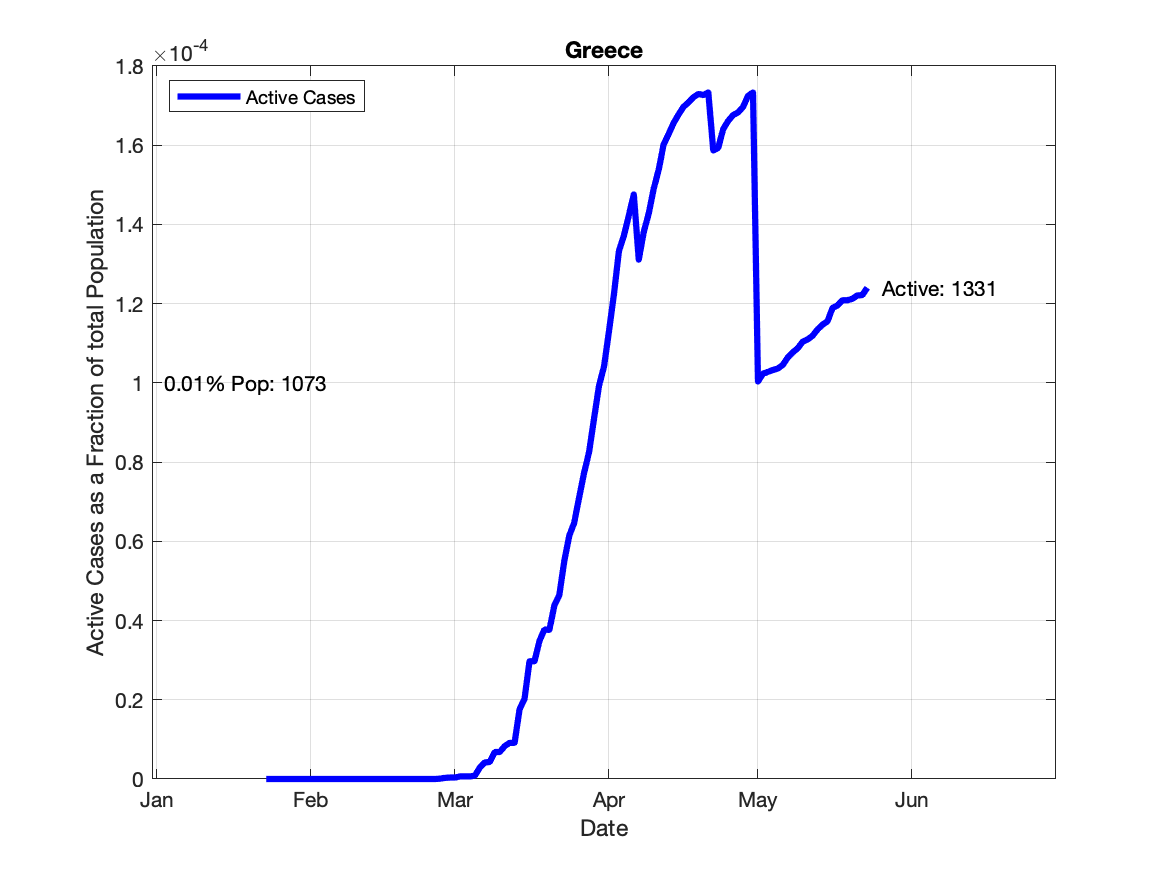 Greece
×10-4
1.8
1.6
1.4
1.2
1
0.8
0.6
0.4
0.2
0
Active Cases as a Fraction of total Population
Active Cases
Active: 1331
0.01% Pop: 1073
Jan Feb Mar Apr May Jun
Date